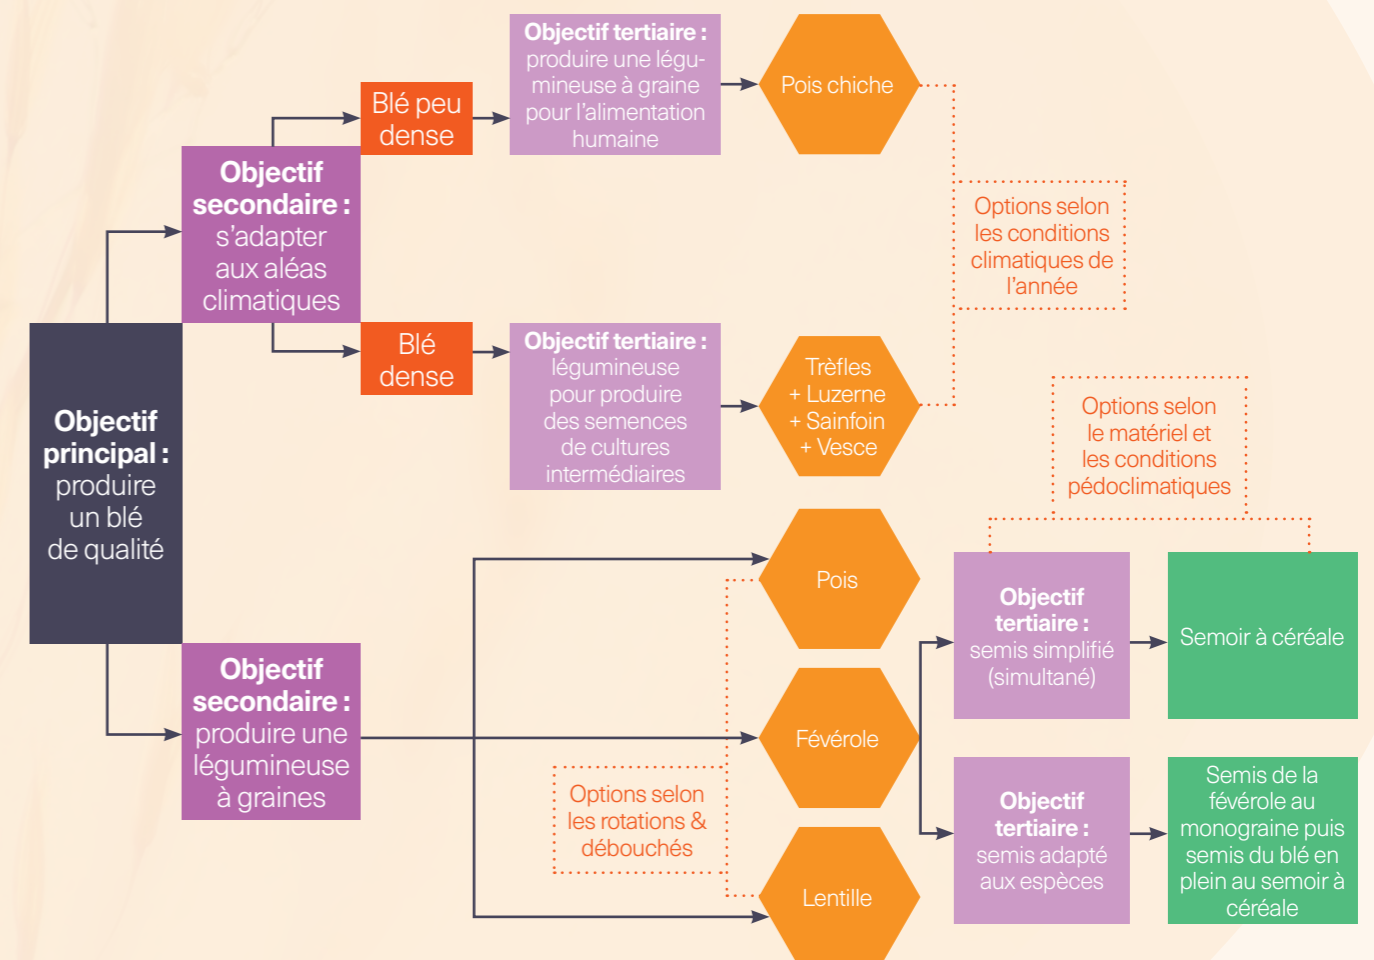 Objectif
principal :
produire
un blé
de qualité
Objectif
secondaire :
s'adapter
aux aléas
climatiques
Blé peu
dense
Objectif tertiaire :
produire une légu-
mineuse à graine
pour l'alimentation
humaine
Pois chiche
Blé
dense
Objectif tertiaire :
légumineuse
pour produire
des semences
de cultures
intermédiaires
Trèfles
+ Luzerne
+ Sainfoin
+ Vesce
Options selon
les conditions
climatiques de
l'année
Objectif
secondaire :
produire une
légumineuse
à graines
Options selon
les rotations &
débouchés
Pois
Févérole
Lentille
Options selon
le matériel et
les conditions
pédoclimatiques
Objectif
tertiaire :
semis simplifié
(simultané)
Semoir à céréale
Objectif
tertiaire :
semis adapté
aux espèces
Semis de la
févérole au
monograine puis
semis du blé en
plein au semoir à
céréale